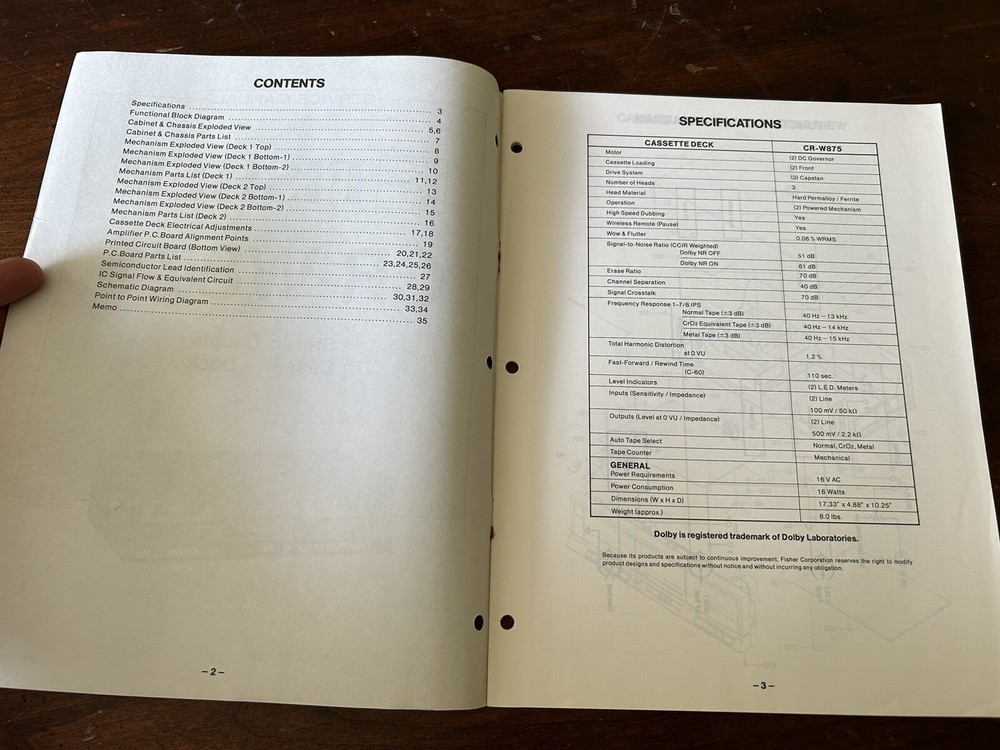 CONTENTS
Specifications ........ 3
Functional Block Diagram ........ 4
Cabinet & Chassis Exploded View ........ 5,6
Cabinet & Chassis Parts List ........ 7
Mechanism Exploded View (Deck 1 Top) ........ 8
Mechanism Exploded View (Deck 1 Bottom-1) ........ 9
Mechanism Exploded View (Deck 1 Bottom-2) ........ 10
Mechanism Parts List (Deck 1) ........ 11,12
Mechanism Exploded View (Deck 2 Top) ........ 13
Mechanism Exploded View (Deck 2 Bottom-1) ........ 14
Mechanism Exploded View (Deck 2 Bottom-2) ........ 15
Mechanism Parts List (Deck 2) ........ 16
Cassette Deck Electrical Adjustments ........ 17,18
Amplifier P.C.Board Alignment Points ........ 19
Printed Circuit Board (Bottom View) ........ 20,21,22
P.C.Board Parts List ........ 23,24,25,26
Semiconductor Lead Identification ........ 27
IC Signal Flow & Equivalent Circuit ........ 28,29
Schematic Diagram ........ 30,31,32
Point to Point Wiring Diagram ........ 33,34
Memo ........ 35
–2–
SPECIFICATIONS
CASSETTE DECK CR-W875
Motor (2) DC Governor
Cassette Loading (2) Front
Drive System (3) Capstan
Number of Heads 3
Head Material Hard Permalloy / Ferrite
Operation (2) Powered Mechanism
High Speed Dubbing Yes
Wireless Remote (Pause) Yes
Wow & Flutter 0.06 % WRMS
Signal-to-Noise Ratio (CCIR Weighted)
Dolby NR OFF 51 dB
Dolby NR ON 61 dB
Erase Ratio 70 dB
Channel Separation 40 dB
Signal Crosstalk 70 dB
Frequency Response 1-7/8 IPS
Normal Tape (±3 dB) 40 Hz – 13 kHz
CrO2 Equivalent Tape (±3 dB) 40 Hz – 14 kHz
Metal Tape (±3 dB) 40 Hz – 15 kHz
Total Harmonic Distortion
at 0 VU 1.2 %
Fast-Forward / Rewind Time
(C-60) 110 sec.
Level Indicators (2) L.E.D. Meters
Inputs (Sensitivity / Impedance) (2) Line
100 mV / 50 kΩ
Outputs (Level at 0 VU / Impedance) (2) Line
500 mV / 2.2 kΩ
Auto Tape Select Normal, CrO2, Metal
Tape Counter Mechanical
GENERAL
Power Requirements 16 V AC
Power Consumption 16 Watts
Dimensions (W x H x D) 17.33" x 4.88" x 10.25"
Weight (approx.) 8.0 lbs.
Dolby is registered trademark of Dolby Laboratories.
Because its products are subject to continuous improvement, Fisher Corporation reserves the right to modify
product designs and specifications without notice and without incurring any obligation.
–3–